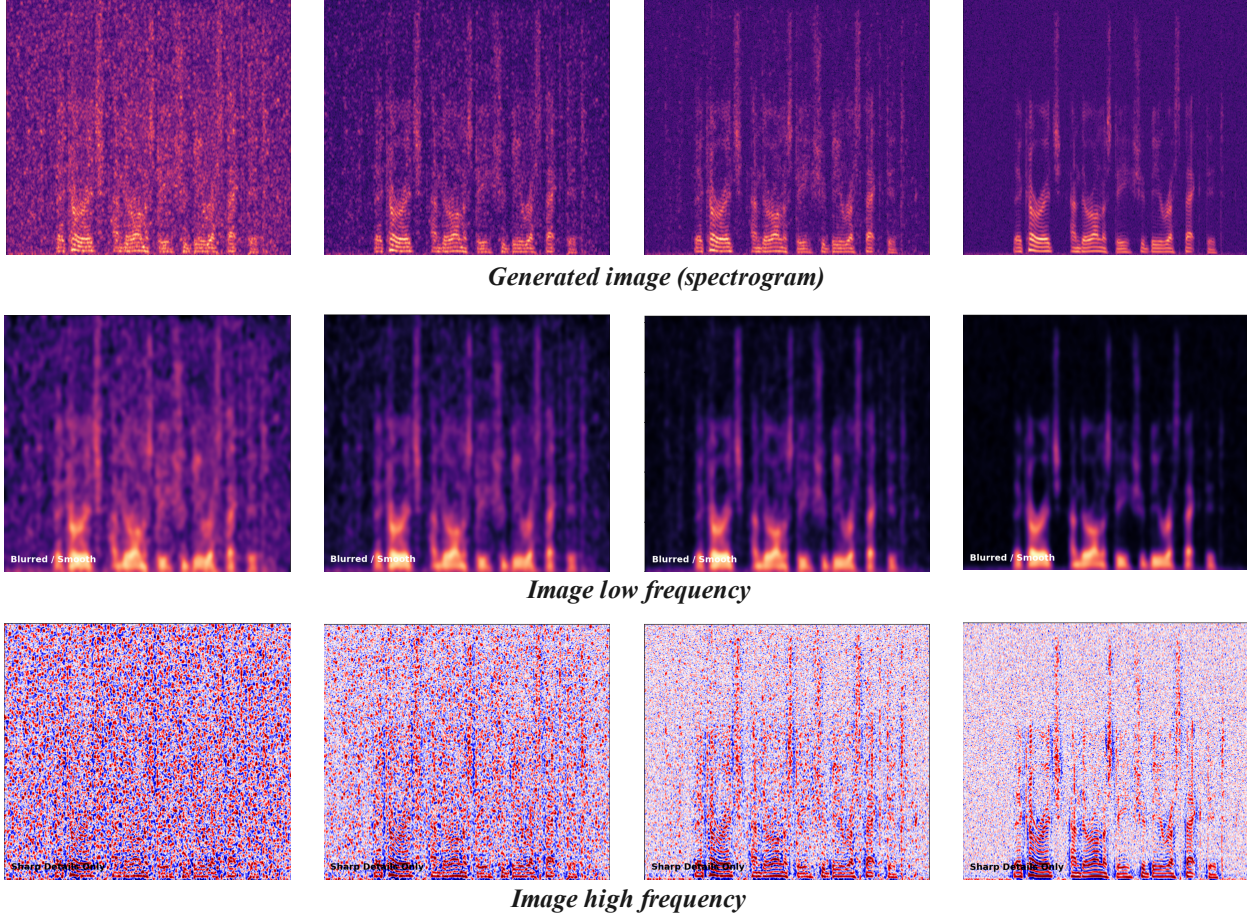 Generated image (spectrogram)
Blurred / Smooth
Blurred / Smooth
Blurred / Smooth
Blurred / Smooth
Image low frequency
Sharp Details Only
Sharp Details Only
Sharp Details Only
Sharp Details Only
Image high frequency